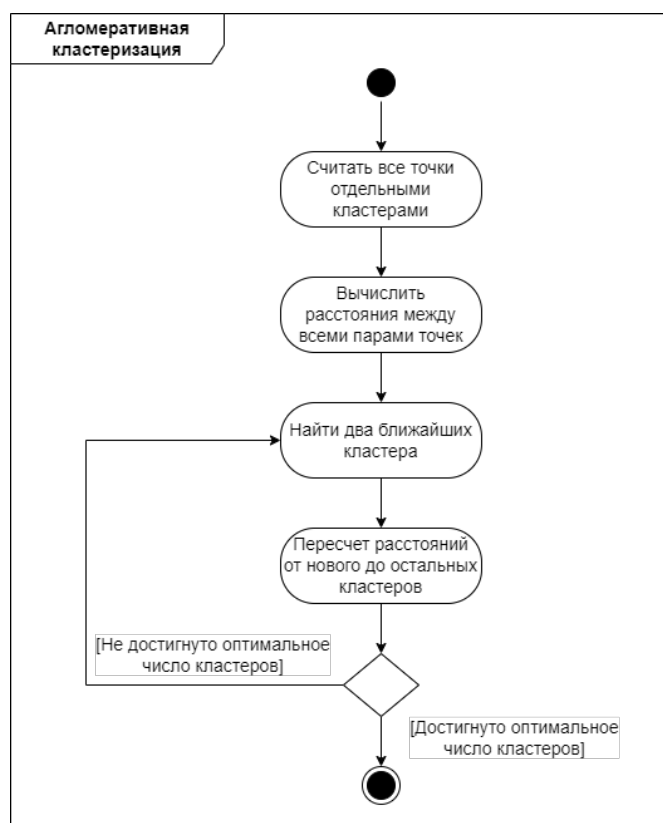 Агломеративная
кластеризация
Считать все точки
отдельными
кластерами
Вычислить
расстояния между
всеми парами точек
Найти два ближайших
кластера
Пересчет расстояний
от нового до остальных
кластеров
[Не достигнуто оптимальное
число кластеров]
[Достигнуто оптимальное
число кластеров]